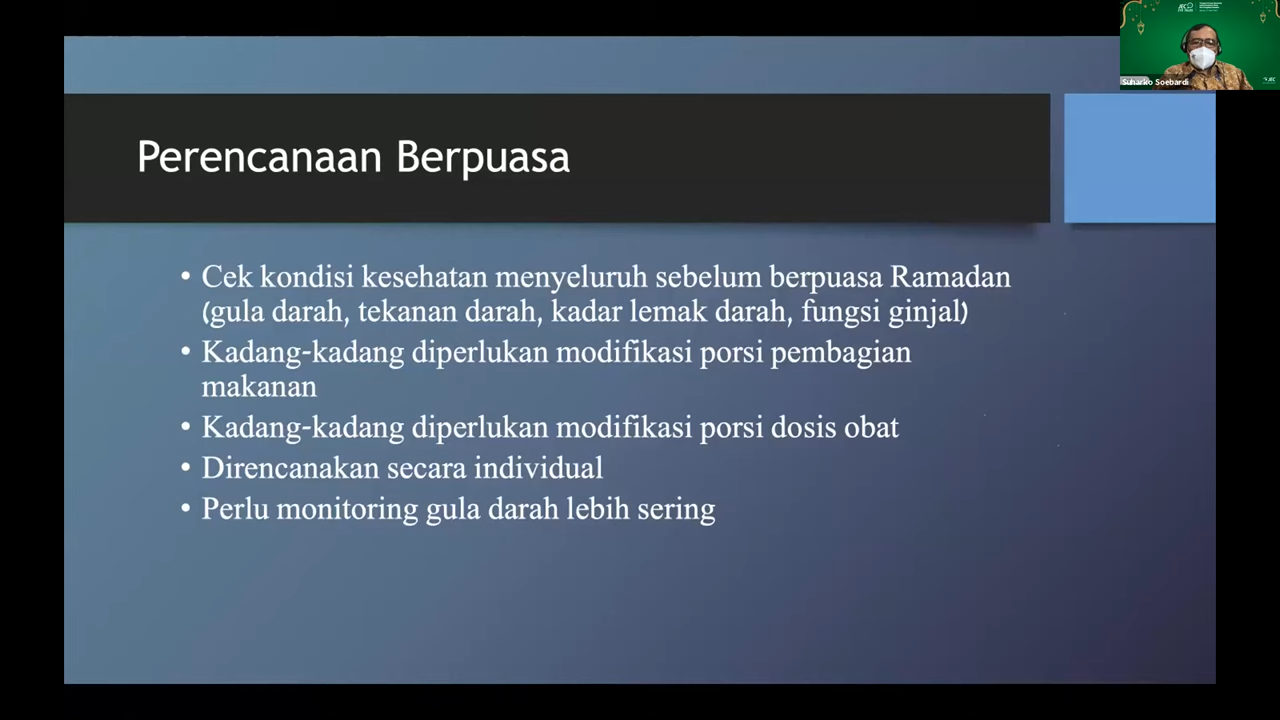 Perencanaan Berpuasa
• Cek kondisi kesehatan menyeluruh sebelum berpuasa Ramadan
(gula darah, tekanan darah, kadar lemak darah, fungsi ginjal)
• Kadang-kadang diperlukan modifikasi porsi pembagian
makanan
• Kadang-kadang diperlukan modifikasi porsi dosis obat
• Direncanakan secara individual
• Perlu monitoring gula darah lebih sering
JEC
Suharko Soebardi
JEC